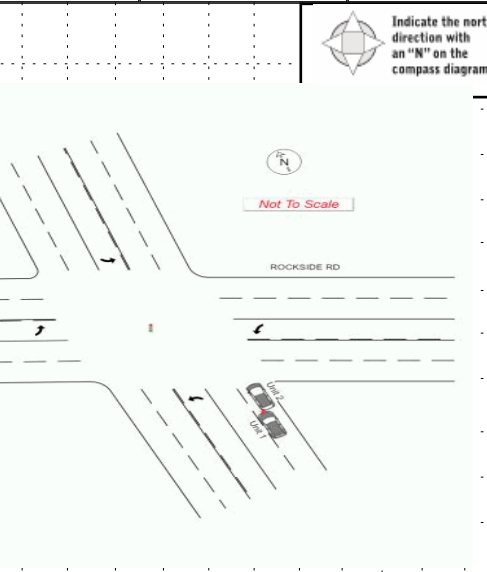 Indicate the nort
direction with
an “N” on the
compass diagram
N
Not To Scale
ROCKSIDE RD
Unit 2
Unit 1